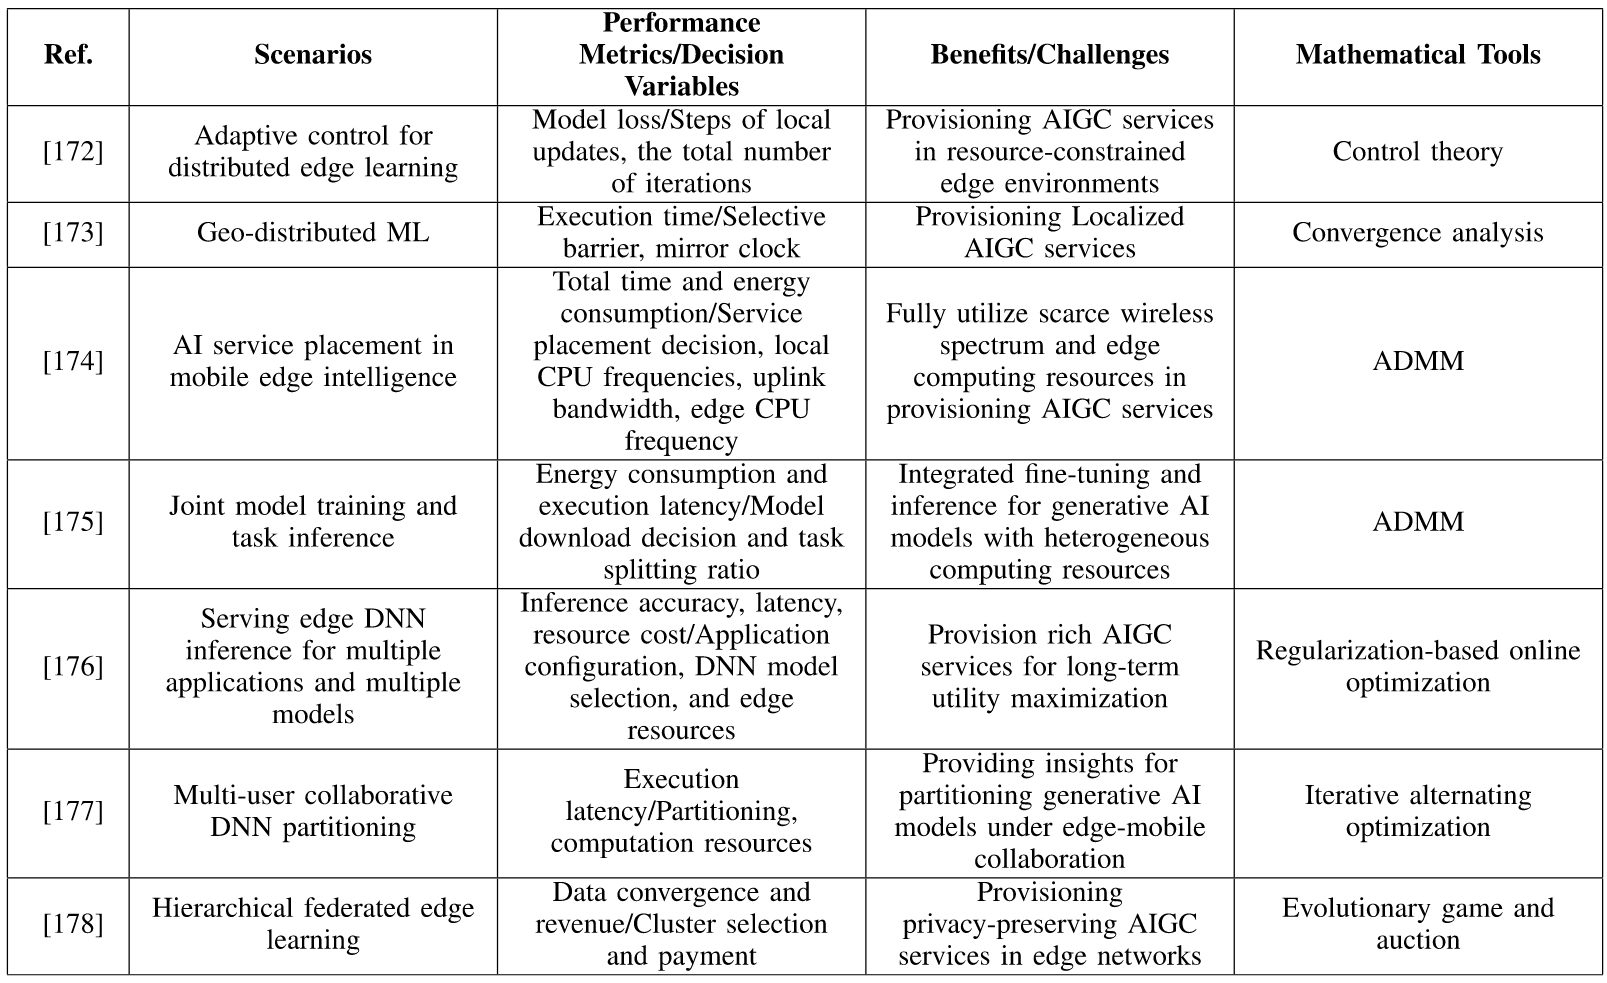 Ref.
Scenarios
Performance
Metrics/Decision
Variables
Benefits/Challenges
Mathematical Tools
[172]
Adaptive control for
distributed edge learning
Model loss/Steps of local
updates, the total number
of iterations
Provisioning AIGC services
in resource-constrained
edge environments
Control theory
[173]
Geo-distributed ML
Execution time/Selective
barrier, mirror clock
Provisioning Localized
AIGC services
Convergence analysis
[174]
AI service placement in
mobile edge intelligence
Total time and energy
consumption/Service
placement decision, local
CPU frequencies, uplink
bandwidth, edge CPU
frequency
Fully utilize scarce wireless
spectrum and edge
computing resources in
provisioning AIGC services
ADMM
[175]
Joint model training and
task inference
Energy consumption and
execution latency/Model
download decision and task
splitting ratio
Integrated fine-tuning and
inference for generative AI
models with heterogeneous
computing resources
ADMM
[176]
Serving edge DNN
inference for multiple
applications and multiple
models
Inference accuracy, latency,
resource cost/Application
configuration, DNN model
selection, and edge
resources
Provision rich AIGC
services for long-term
utility maximization
Regularization-based online
optimization
[177]
Multi-user collaborative
DNN partitioning
Execution
latency/Partitioning,
computation resources
Providing insights for
partitioning generative AI
models under edge-mobile
collaboration
Iterative alternating
optimization
[178]
Hierarchical federated edge
learning
Data convergence and
revenue/Cluster selection
and payment
Provisioning
privacy-preserving AIGC
services in edge networks
Evolutionary game and
auction